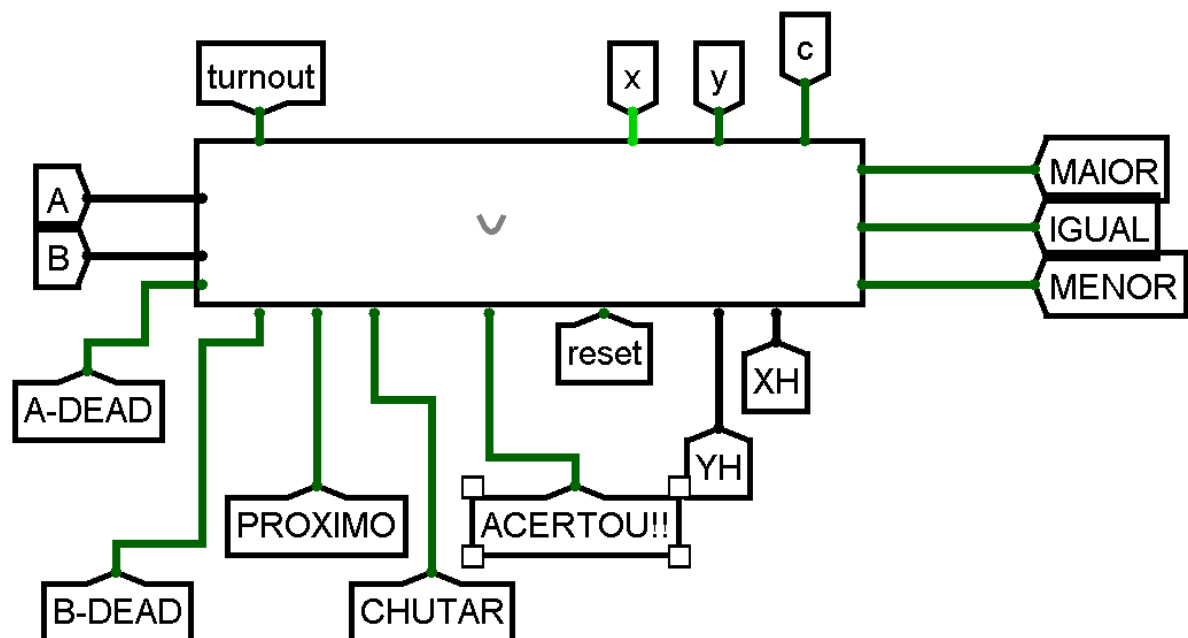 turnout
x
y
c
A
B
MAIOR
IGUAL
MENOR
reset
XH
A-DEAD
YH
PROXIMO
ACERTOU!!
B-DEAD
CHUTAR